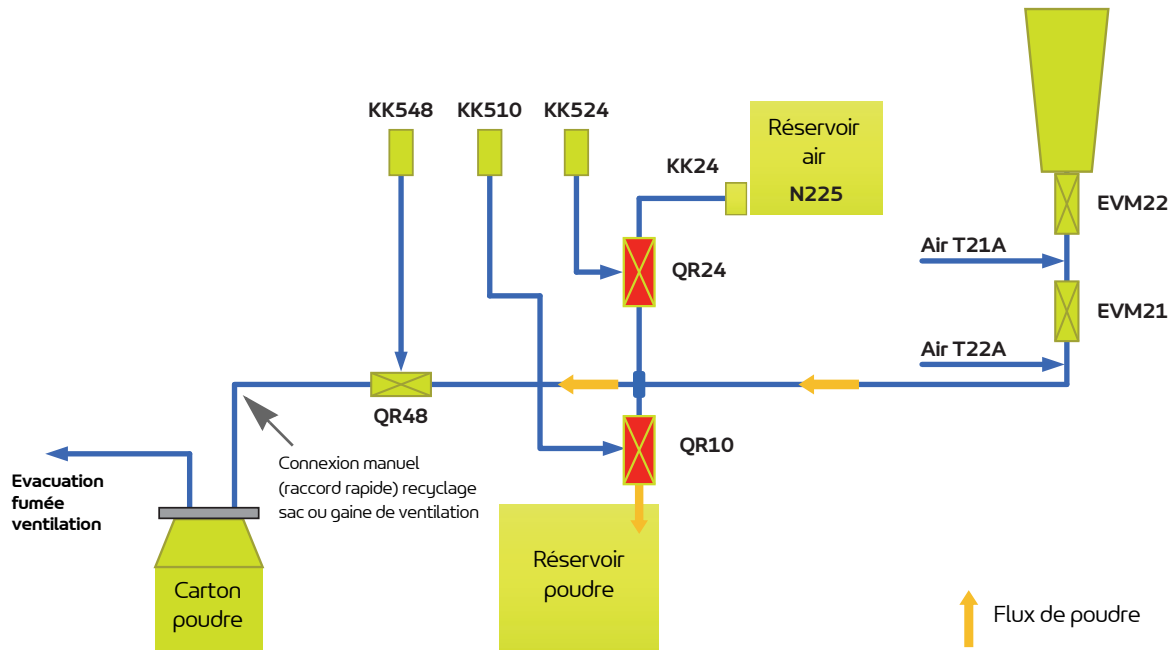 KK548
KK510
KK524
Réservoir
air
N225
KK24
EVM22
Air T21A
QR24
EVM21
Air T22A
QR48
QR10
Connexion manuel
(raccord rapide) recyclage
sac ou gaine de ventilation
Evacuation
fumée
ventilation
Carton
poudre
Réservoir
poudre
Flux de poudre